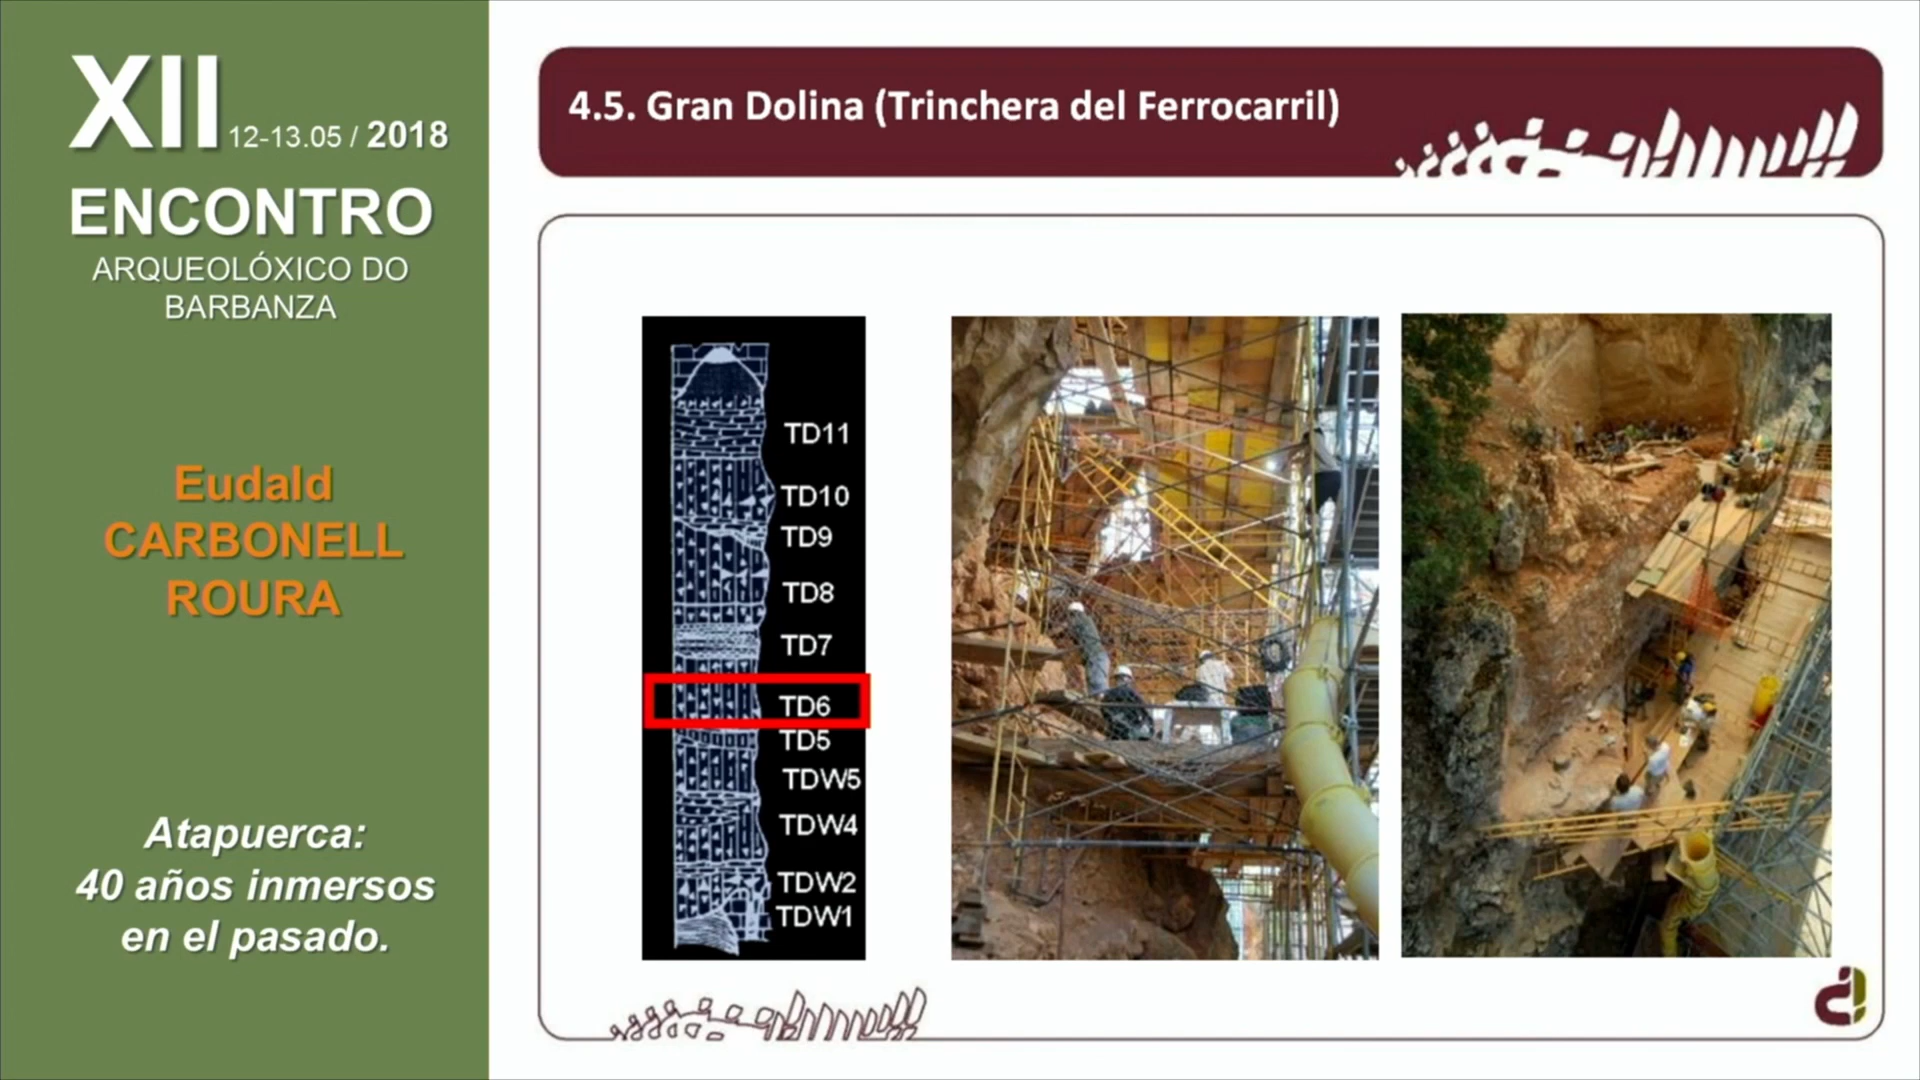 XII 12-13.05 / 2018
ENCONTRO
ARQUEOLÓXICO DO
BARBANZA
Eudald
CARBONELL
ROURA
Atapuerca:
40 años inmersos
en el pasado.
4.5. Gran Dolina (Trinchera del Ferrocarril)
TD11
TD10
TD9
TD8
TD7
TD6
TD5
TDW5
TDW4
TDW2
TDW1